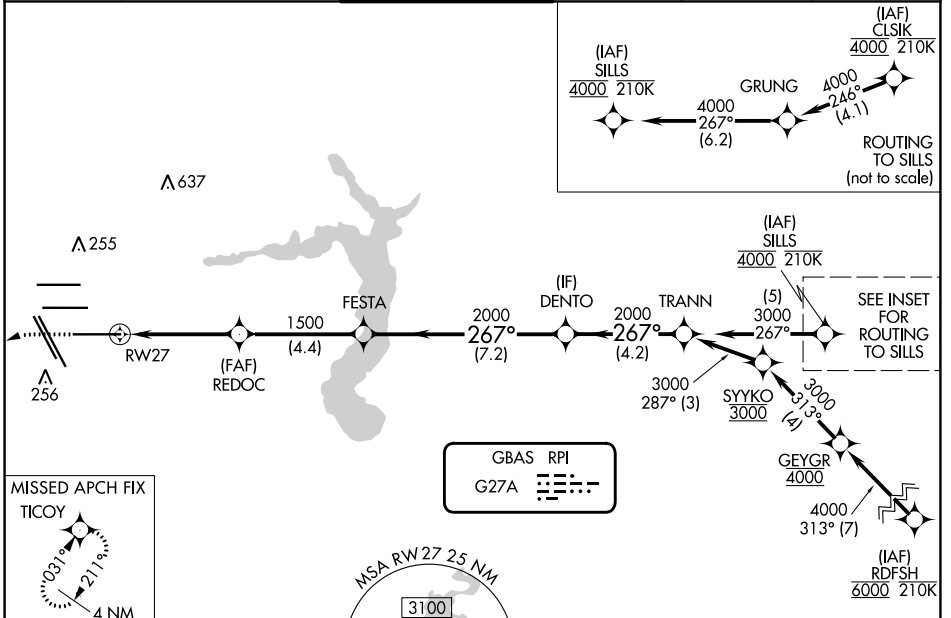 (IAF)
CLSIK
4000 210K
(IAF)
SILLS
4000 210K
GRUNG
4000
246°
(4.1)
4000
267°
(6.2)
ROUTING
TO SILLS
(not to scale)
637
255
256
(IAF)
SILLS
4000 210K
SEE INSET
FOR
ROUTING
TO SILLS
(5)
3000
267°
TRANN
(IF)
DENTO
FESTA
2000
267°
(4.2)
2000
267°
(7.2)
1500
(4.4)
RW27
(FAF)
REDOC
3000
287° (3)
SYYKO
3000
3000
313°
(4)
GEYGR
4000
4000
313° (7)
(IAF)
RDFSH
6000 210K
GBAS RPI
G27A
MISSED APCH FIX
TICOY
031°
211°
4 NM
MSA RW 27 25 NM
3100